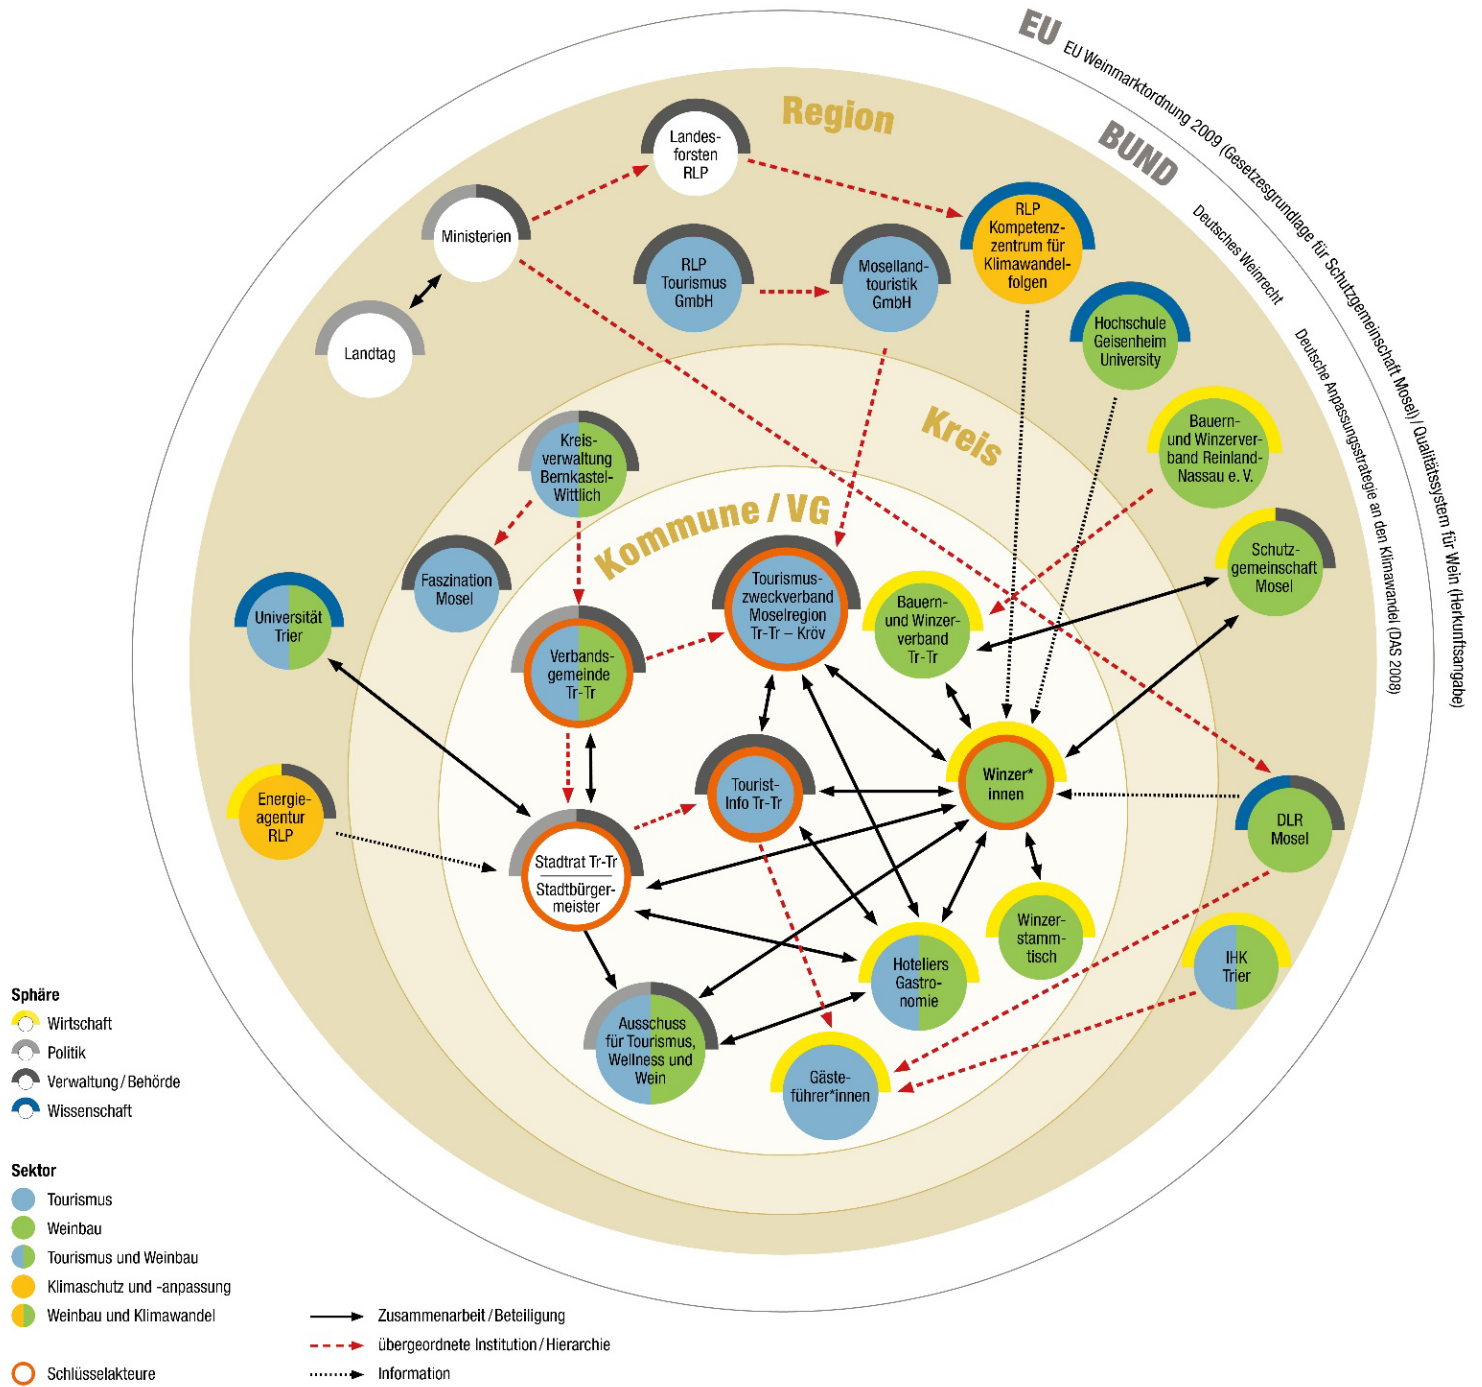 EU
EU Weinmarktordnung 2009 (Gesetzesgrundlage für Schutzgemeinschaft Mosel) / Qualitätssystem für Wein (Herkunftsangabe)
BUND
Deutsches Weinrecht
Deutsche Anpassungsstrategie an den Klimawandel (DAS 2008)
Region
Landes-
forsten
RLP
Ministerien
Landtag
RLP
Tourismus
GmbH
Moselland-
touristik
GmbH
RLP
Kompetenz-
zentrum für
Klimawandel-
folgen
Hochschule
Geisenheim
University
Bauern-
und Winzerver-
band Reinland-
Nassau e. V.
Schutz-
gemeinschaft
Mosel
Kreis
Kreis-
verwaltung
Bernkastel-
Wittlich
Faszination
Mosel
Universität
Trier
Energie-
agentur
RLP
Kommune / VG
Tourismus-
zweckverband
Moselregion
Tr-Tr – Kröv
Bauern-
und Winzer-
verband
Tr-Tr
Verbands-
gemeinde
Tr-Tr
Tourist-
Info Tr-Tr
Winzer*
innen
DLR
Mosel
Stadtrat Tr-Tr
Stadtbürger-
meister
Winzer-
stamm-
tisch
IHK
Trier
Hoteliers
Gastro-
nomie
Ausschuss
für Tourismus,
Wellness und
Wein
Gäste-
führer*innen
Sphäre
Wirtschaft
Politik
Verwaltung / Behörde
Wissenschaft
Sektor
Tourismus
Weinbau
Tourismus und Weinbau
Klimaschutz und -anpassung
Weinbau und Klimawandel
Schlüsselakteure
Zusammenarbeit / Beteiligung
übergeordnete Institution / Hierarchie
Information